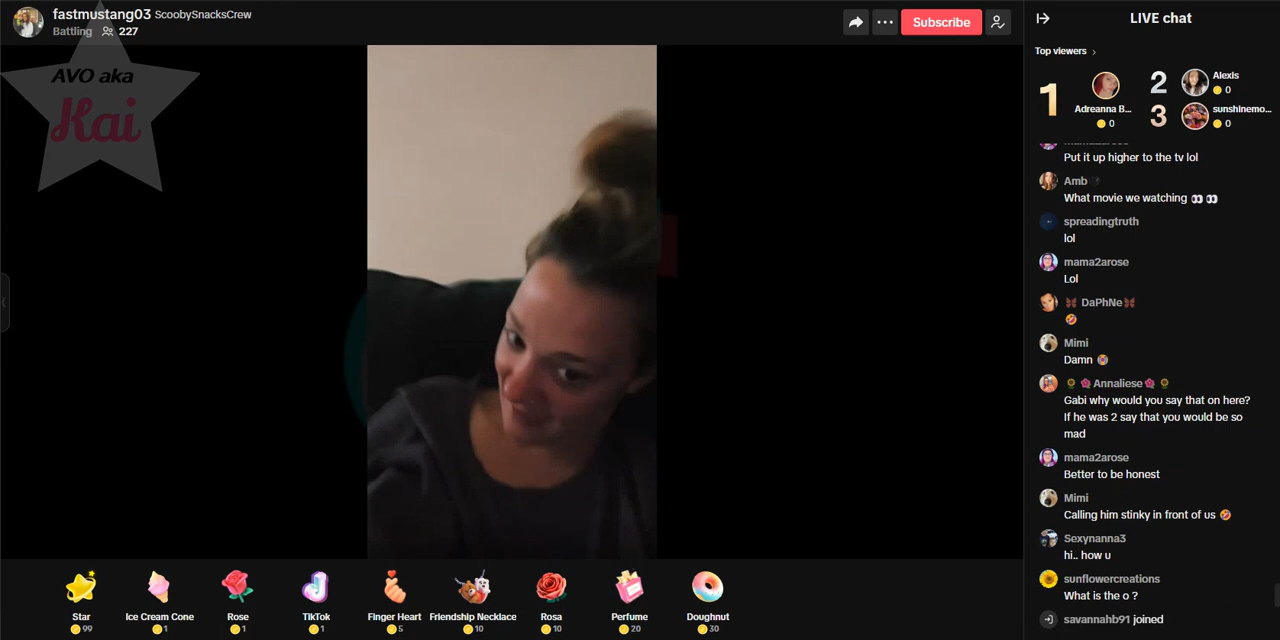 fastmustang03 ScoobySnacksCrew
Battling 227
Subscribe
AVO aka
Kai
LIVE chat
Top viewers
1
Adreanna B...
0
2
Alexis
0
3
sunshinemo...
0
Put it up higher to the tv lol
Amb
What movie we watching 👀👀
spreadingtruth
lol
mama2arose
Lol
🦋 DaPhNe🦋
🤣
Mimi
Damn
🌻🌺Annaliese🌺🌻
Gabi why would you say that on here?
If he was 2 say that you would be so
mad
mama2arose
Better to be honest
Mimi
Calling him stinky in front of us 🤣
Sexynanna3
hi.. how u
sunflowercreations
What is the o ?
savannahb91 joined
Star
99
Ice Cream Cone
1
Rose
1
TikTok
1
Finger Heart
5
Friendship Necklace
10
Rosa
10
Perfume
20
Doughnut
30